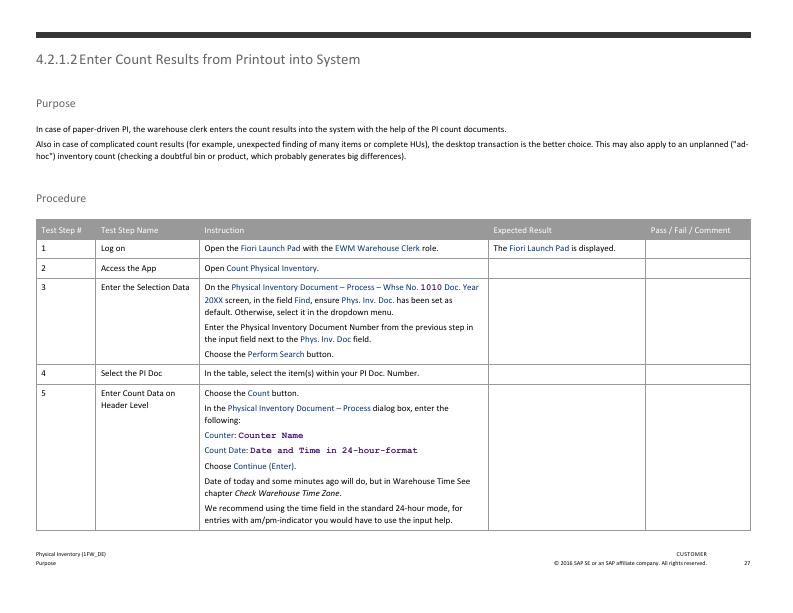 4.2.1.2 Enter Count Results from Printout into System
Purpose
In case of paper-driven PI, the warehouse clerk enters the count results into the system with the help of the PI count documents.
Also in case of complicated count results (for example, unexpected finding of many items or complete HUs), the desktop transaction is the better choice. This may also apply to an unplanned ("ad-
hoc") inventory count (checking a doubtful bin or product, which probably generates big differences).
Procedure
Test Step # Test Step Name Instruction Expected Result Pass / Fail / Comment
1 Log on Open the Fiori Launch Pad with the EWM Warehouse Clerk role. The Fiori Launch Pad is displayed.
2 Access the App Open Count Physical Inventory.
3 Enter the Selection Data On the Physical Inventory Document – Process – Whse No. 1010 Doc. Year
20XX screen, in the field Find, ensure Phys. Inv. Doc. has been set as
default. Otherwise, select it in the dropdown menu.
Enter the Physical Inventory Document Number from the previous step in
the input field next to the Phys. Inv. Doc field.
Choose the Perform Search button.
4 Select the PI Doc In the table, select the item(s) within your PI Doc. Number.
5 Enter Count Data on Choose the Count button.
Header Level In the Physical Inventory Document – Process dialog box, enter the
following:
Counter: Counter Name
Count Date: Date and Time in 24-hour-format
Choose Continue (Enter).
Date of today and some minutes ago will do, but in Warehouse Time See
chapter Check Warehouse Time Zone.
We recommend using the time field in the standard 24-hour mode, for
entries with am/pm-indicator you would have to use the input help.
Physical Inventory (1FW_DE) CUSTOMER
Purpose © 2016 SAP SE or an SAP affiliate company. All rights reserved. 27